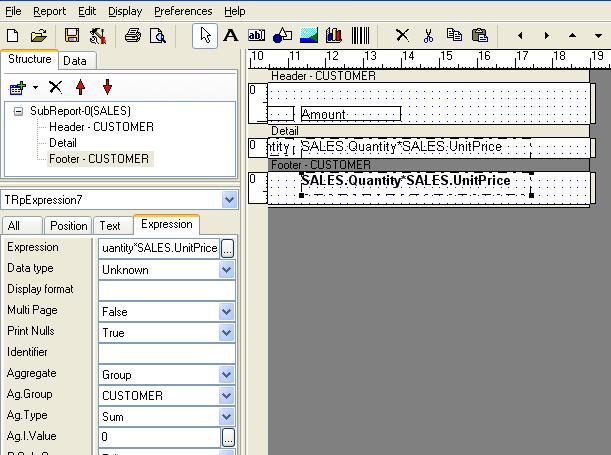 File Report Edit Display Preferences Help
Structure Data
SubReport-0(SALES)
Header - CUSTOMER
Detail
Footer - CUSTOMER
TRpExpression7
All Position Text Expression
Expression uantity*SALES.UnitPrice ...
Data type Unknown
Display format
Multi Page False
Print Nulls True
Identifier
Aggregate Group
Ag.Group CUSTOMER
Ag.Type Sum
Ag.I.Value 0 ...
10 11 12 13 14 15 16 17 18 19
Header - CUSTOMER
0
Amount
Detail
0 ntity SALES.Quantity*SALES.UnitPrice
Footer - CUSTOMER
0 SALES.Quantity*SALES.UnitPrice